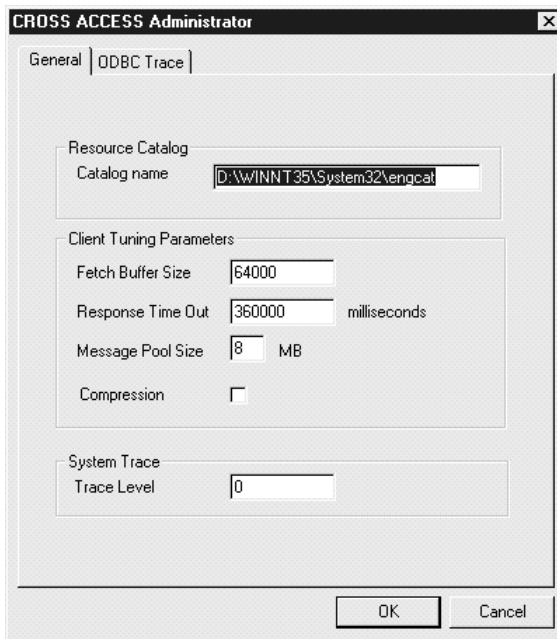 CROSS ACCESS Administrator
General ODBC Trace
Resource Catalog
Catalog name D:\WINNT35\System32\engcat
Client Tuning Parameters
Fetch Buffer Size 64000
Response Time Out 360000 milliseconds
Message Pool Size 8 MB
Compression
System Trace
Trace Level 0
OK Cancel